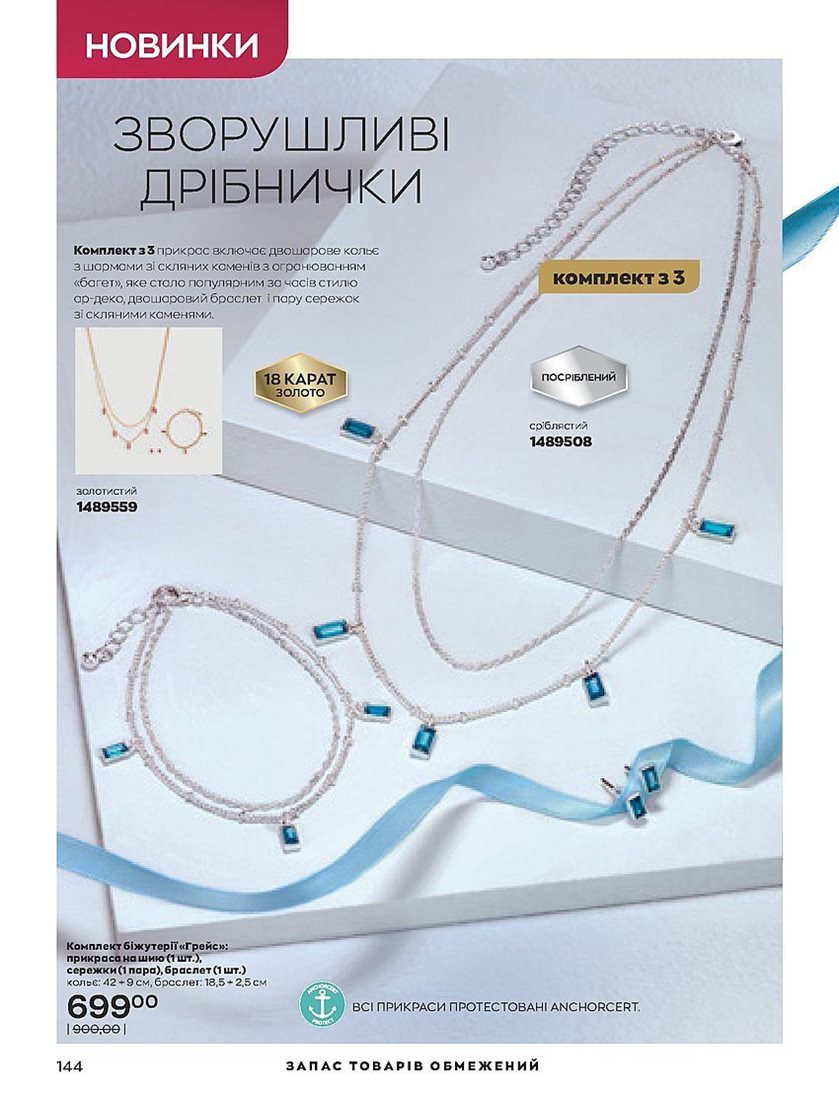 НОВИНКИ
ЗВОРУШЛИВІ
ДРІБНИЧКИ
Комплект з 3 прикрас включає двошарове кольє
з шармами зі скляних каменів з огранюванням
«багет», яке стало популярним за часів стилю
ар-деко, двошаровий браслет і пару сережок
зі скляними каменями.
комплект з 3
18 КАРАТ
ЗОЛОТО
ПОСРІБЛЕНИЙ
сріблястий
1489508
золотистий
1489559
Комплект біжутерії «Грейс»:
прикраса на шию (1 шт.),
сережки (1 пара), браслет (1 шт.)
кольє: 42 + 9 см, браслет: 18,5 + 2,5 см
69900
| 900,00 |
ANCHORCERT
PROTECT
ВСІ ПРИКРАСИ ПРОТЕСТОВАНІ ANCHORCERT.
144
ЗАПАС ТОВАРІВ ОБМЕЖЕНИЙ